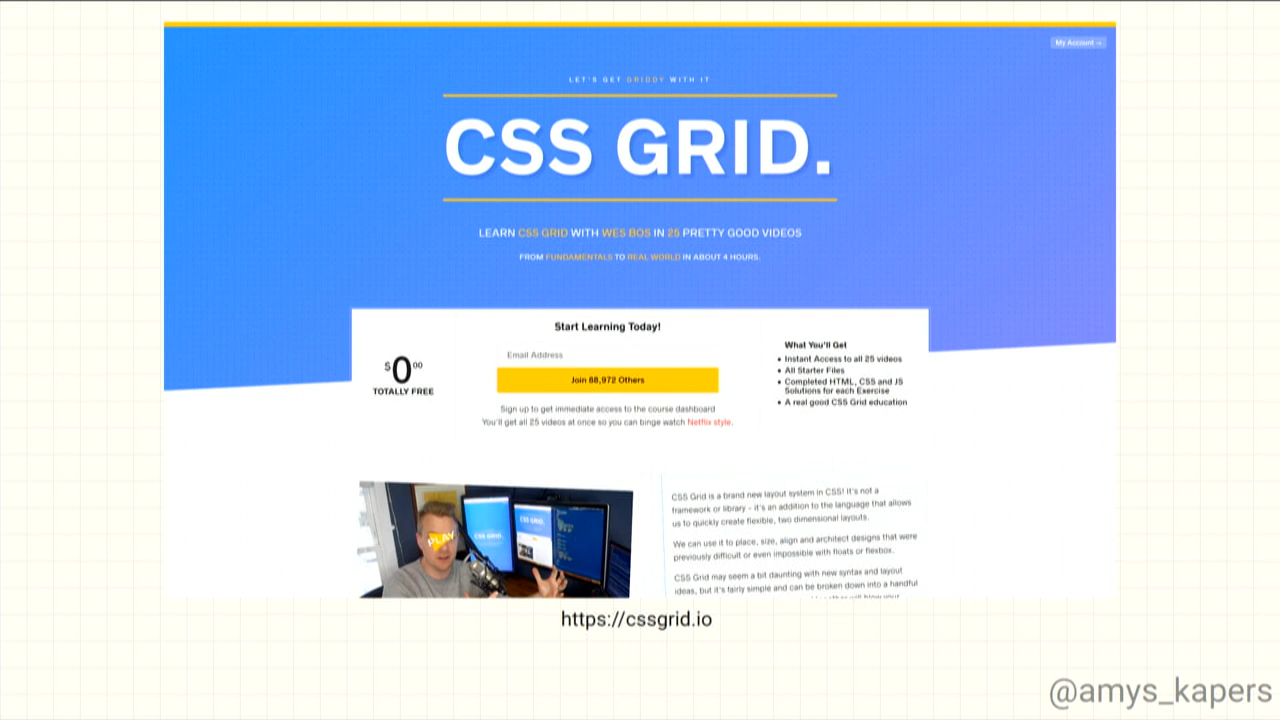 My Account →
LET'S GET GRIDDY WITH IT
CSS GRID.
LEARN CSS GRID WITH WES BOS IN 25 PRETTY GOOD VIDEOS
FROM FUNDAMENTALS TO REAL WORLD IN ABOUT 4 HOURS.
$000
TOTALLY FREE
Start Learning Today!
Email Address
Join 68,972 Others
Sign up to get immediate access to the course dashboard
You'll get all 25 videos at once so you can binge watch Netflix style.
What You'll Get
• Instant Access to all 25 videos
• All Starter Files
• Completed HTML, CSS and JS
Solutions for each Exercise
• A real good CSS Grid education
PLAY
CSS GRID.
CSS GRID.
CSS Grid is a brand new layout system in CSS! It's not a
framework or library - it's an addition to the language that allows
us to quickly create flexible, two dimensional layouts.
We can use it to place, size, align and architect designs that were
previously difficult or even impossible with floats or flexbox.
CSS Grid may seem a bit daunting with new syntax and layout
ideas, but it's fairly simple and can be broken down into a handful
https://cssgrid.io
@amys_kapers